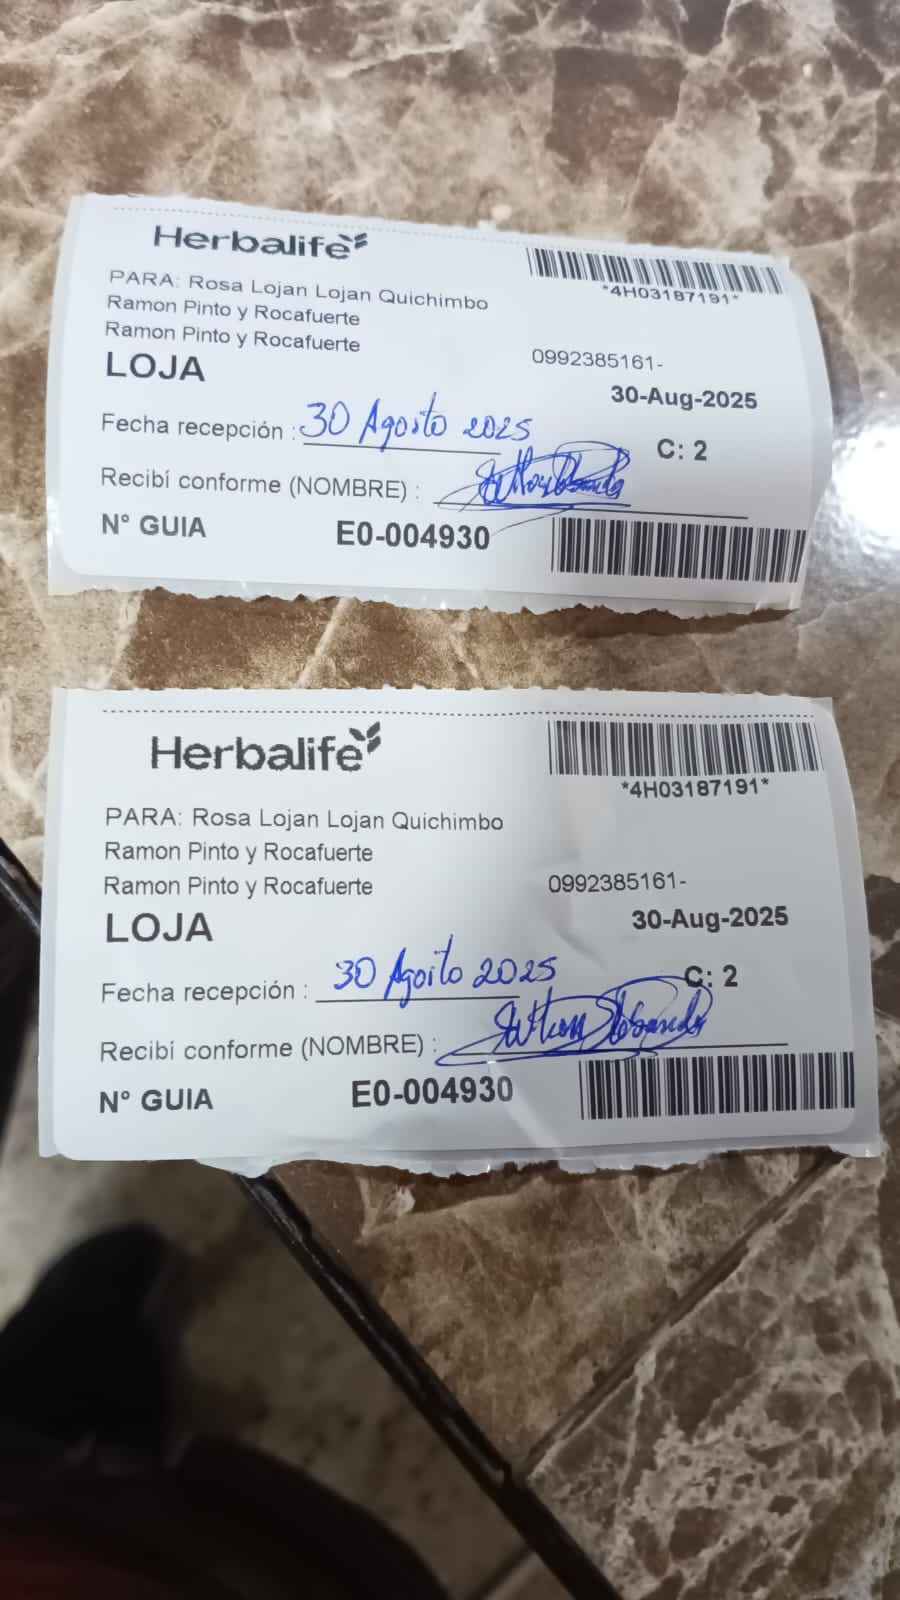 Herbalife
*4H03187191*
PARA: Rosa Lojan Lojan Quichimbo
Ramon Pinto y Rocafuerte
Ramon Pinto y Rocafuerte
0992385161-
LOJA
30-Aug-2025
Fecha recepción : 30 Agosto 2025
C: 2
Recibí conforme (NOMBRE) :
N° GUIA E0-004930
Herbalife
*4H03187191*
PARA: Rosa Lojan Lojan Quichimbo
Ramon Pinto y Rocafuerte
Ramon Pinto y Rocafuerte
0992385161-
LOJA
30-Aug-2025
Fecha recepción : 30 Agosto 2025
C: 2
Recibí conforme (NOMBRE) :
N° GUIA E0-004930